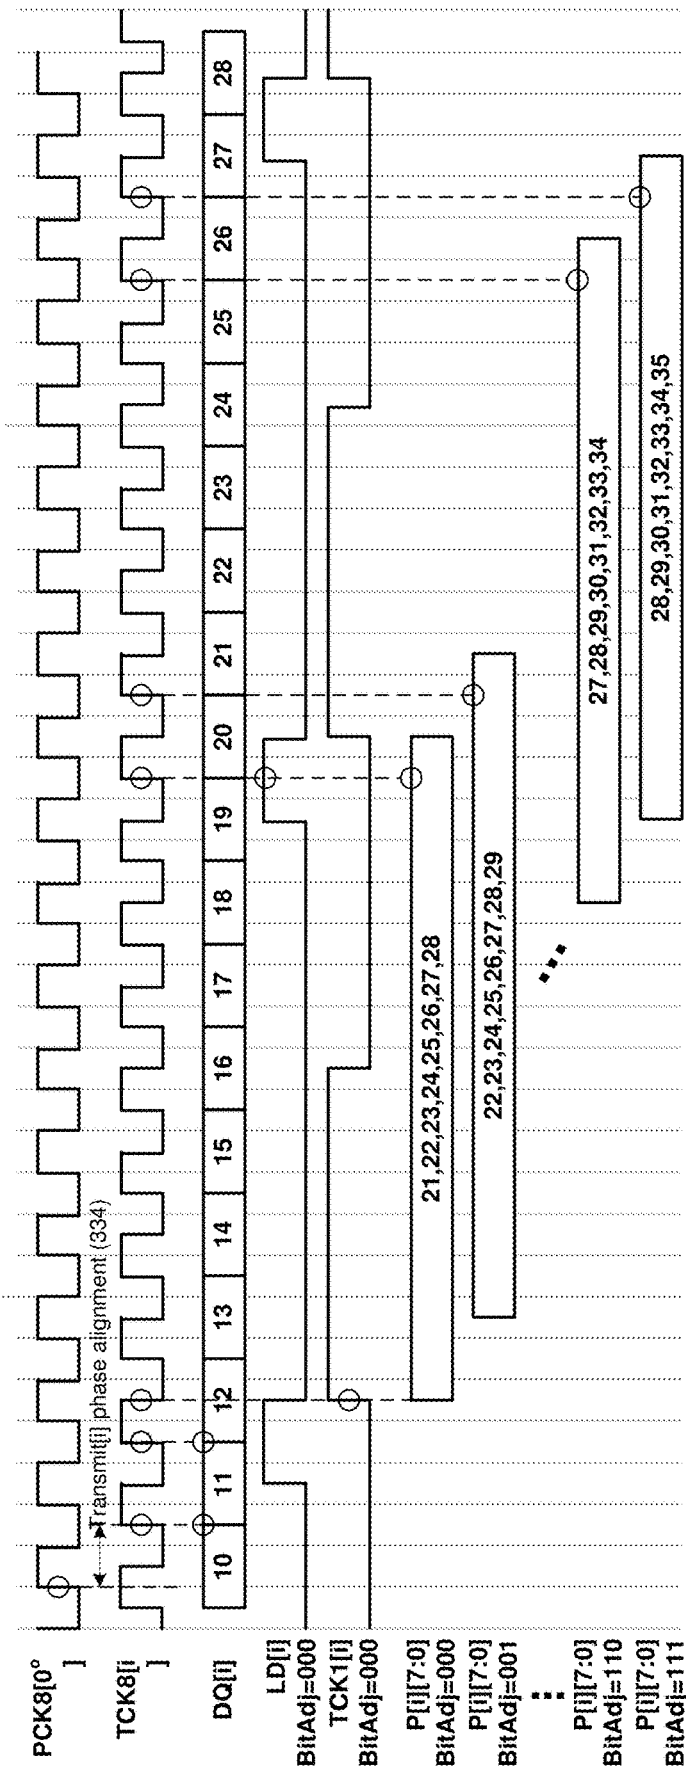 PCK8[0°
]
Transmit[i] phase alignment (334)
TCK8[i
]
DQ[i]
10 11 12 13 14 15 16 17 18 19 20 21 22 23 24 25 26 27 28
LD[i]
BitAdj=000
TCK1[i]
BitAdj=000
P[i][7:0]
BitAdj=000
21,22,23,24,25,26,27,28
P[i][7:0]
BitAdj=001
22,23,24,25,26,27,28,29
P[i][7:0]
BitAdj=110
27,28,29,30,31,32,33,34
P[i][7:0]
BitAdj=111
28,29,30,31,32,33,34,35